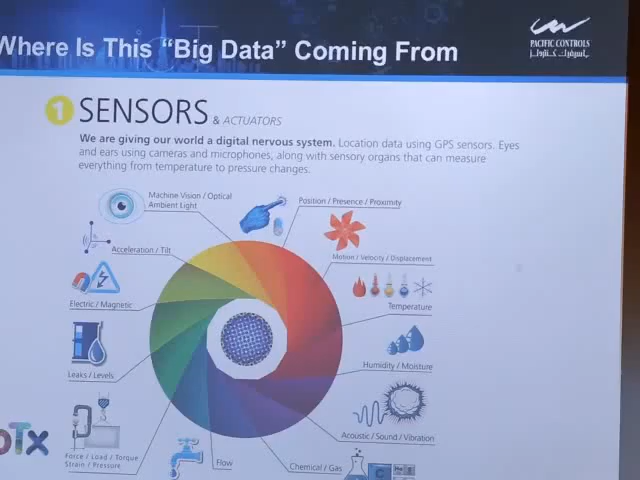 Where Is This “Big Data” Coming From
PACIFIC CONTROLS
باسيفيك كنترولز
1 SENSORS & ACTUATORS
We are giving our world a digital nervous system. Location data using GPS sensors. Eyes
and ears using cameras and microphones, along with sensory organs that can measure
everything from temperature to pressure changes.
Machine Vision / Optical
Ambient Light
Position / Presence / Proximity
Motion / Velocity / Displacement
Acceleration / Tilt
Temperature
Electric / Magnetic
Humidity / Moisture
Leaks / Levels
Acoustic / Sound / Vibration
Force / Load / Torque
Strain / Pressure
Flow
Chemical / Gas
oTx